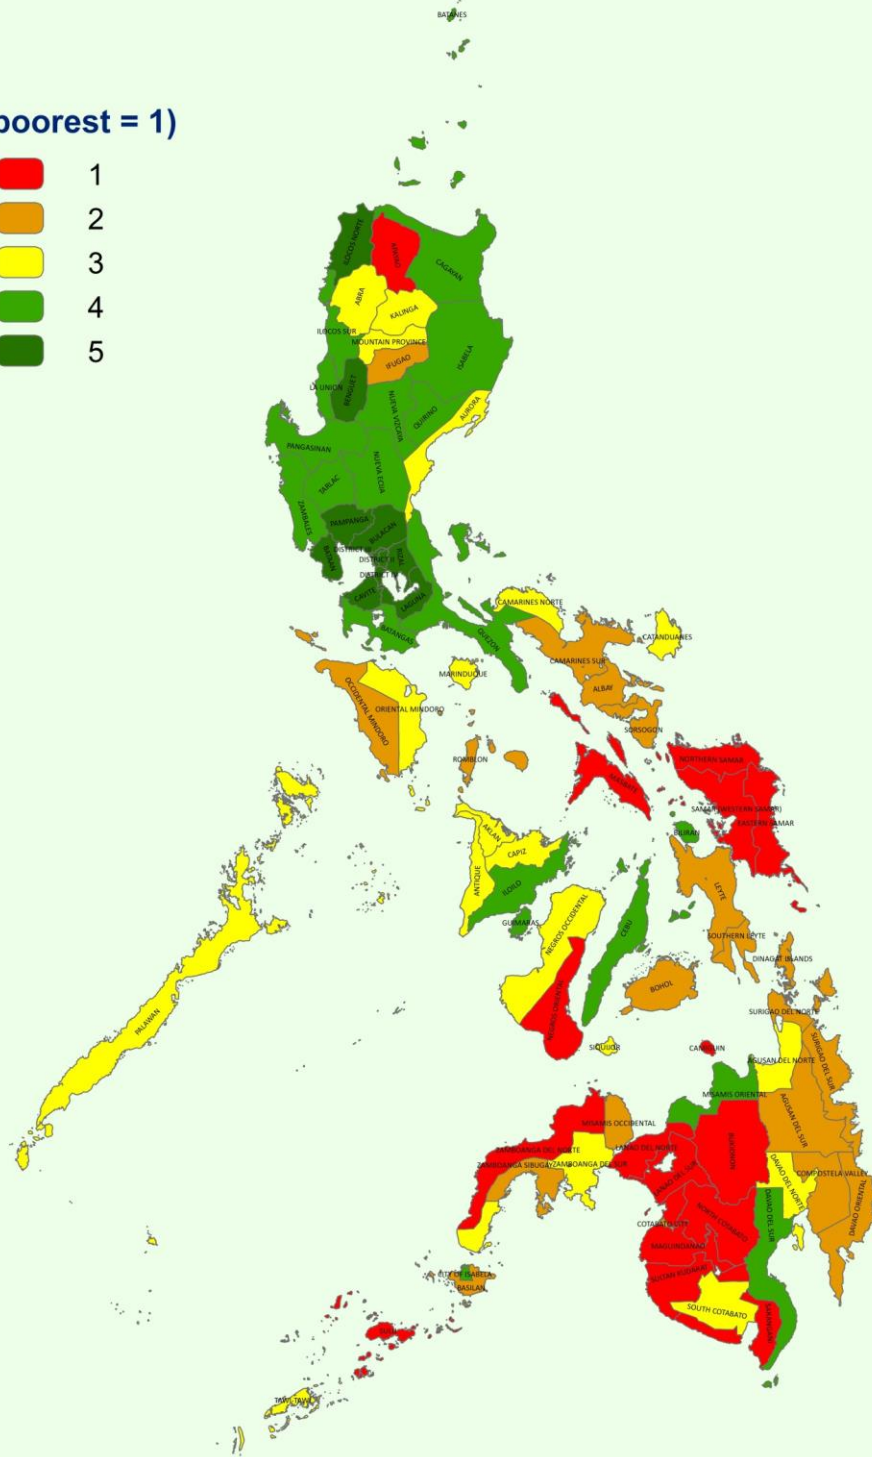 BATANES
poorest = 1)
1
2
3
4
5
ILOCOS NORTE
APAYAO
CAGAYAN
ABRA
KALINGA
ILOCOS SUR
MOUNTAIN PROVINCE
IFUGAO
ISABELA
LA UNION
BENGUET
NUEVA VIZCAYA
QUIRINO
AURORA
PANGASINAN
NUEVA ECIJA
TARLAC
ZAMBALES
PAMPANGA
BULACAN
BATAAN
DISTRICT
RIZAL
DISTRICT
DISTRICT
CAVITE
LAGUNA
BATANGAS
QUEZON
CAMARINES NORTE
CATANDUANES
CAMARINES SUR
MARINDUQUE
ALBAY
OCCIDENTAL MINDORO
ORIENTAL MINDORO
SORSOGON
ROMBLON
MASBATE
NORTHERN SAMAR
SAMAR (WESTERN SAMAR)
EASTERN SAMAR
BILIRAN
AKLAN
CAPIZ
ANTIQUE
ILOILO
LEYTE
GUIMARAS
NEGROS OCCIDENTAL
CEBU
SOUTHERN LEYTE
DINAGAT ISLANDS
BOHOL
PALAWAN
NEGROS ORIENTAL
SURIGAO DEL NORTE
SIQUIJOR
CAMIGUIN
AGUSAN DEL NORTE
SURIGAO DEL SUR
MISAMIS ORIENTAL
AGUSAN DEL SUR
MISAMIS OCCIDENTAL
LANAO DEL NORTE
BUKIDNON
ZAMBOANGA DEL NORTE
ZAMBOANGA SIBUGAY
ZAMBOANGA DEL SUR
LANAO DEL SUR
DAVAO DEL NORTE
COMPOSTELA VALLEY
DAVAO ORIENTAL
NORTH COTABATO
DAVAO DEL SUR
MAGUINDANAO
SULTAN KUDARAT
CITY OF ISABELA
BASILAN
SOUTH COTABATO
SARANGANI
SULU
TAWI-TAWI